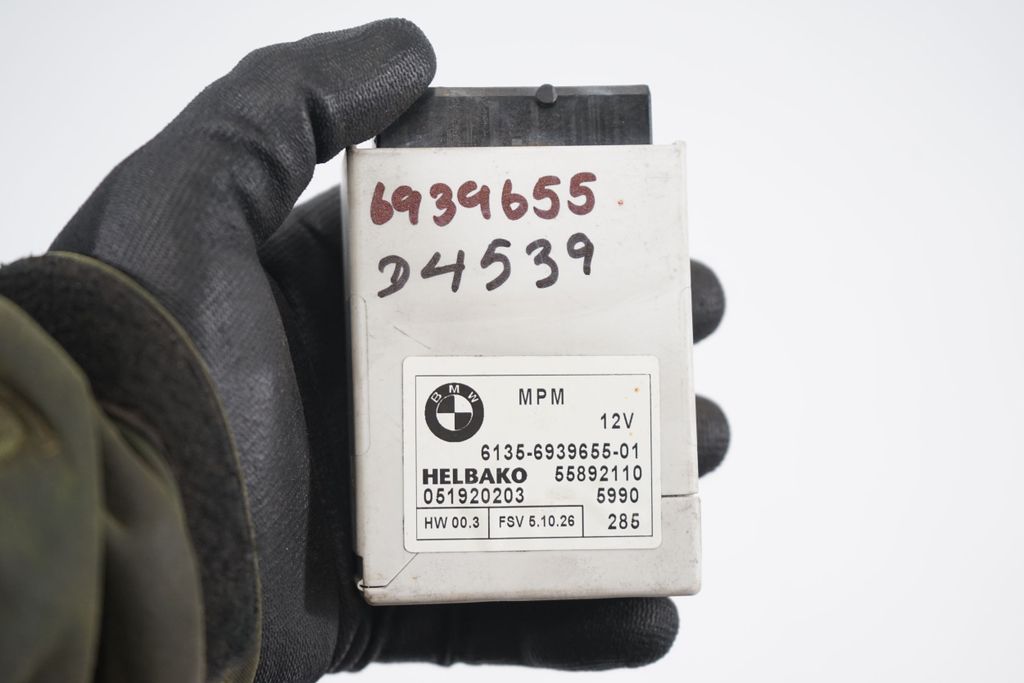 6939655
D4539
BMW
MPM
12V
6135-6939655-01
HELBAKO 55892110
051920203 5990
HW 00.3 FSV 5.10.26 285